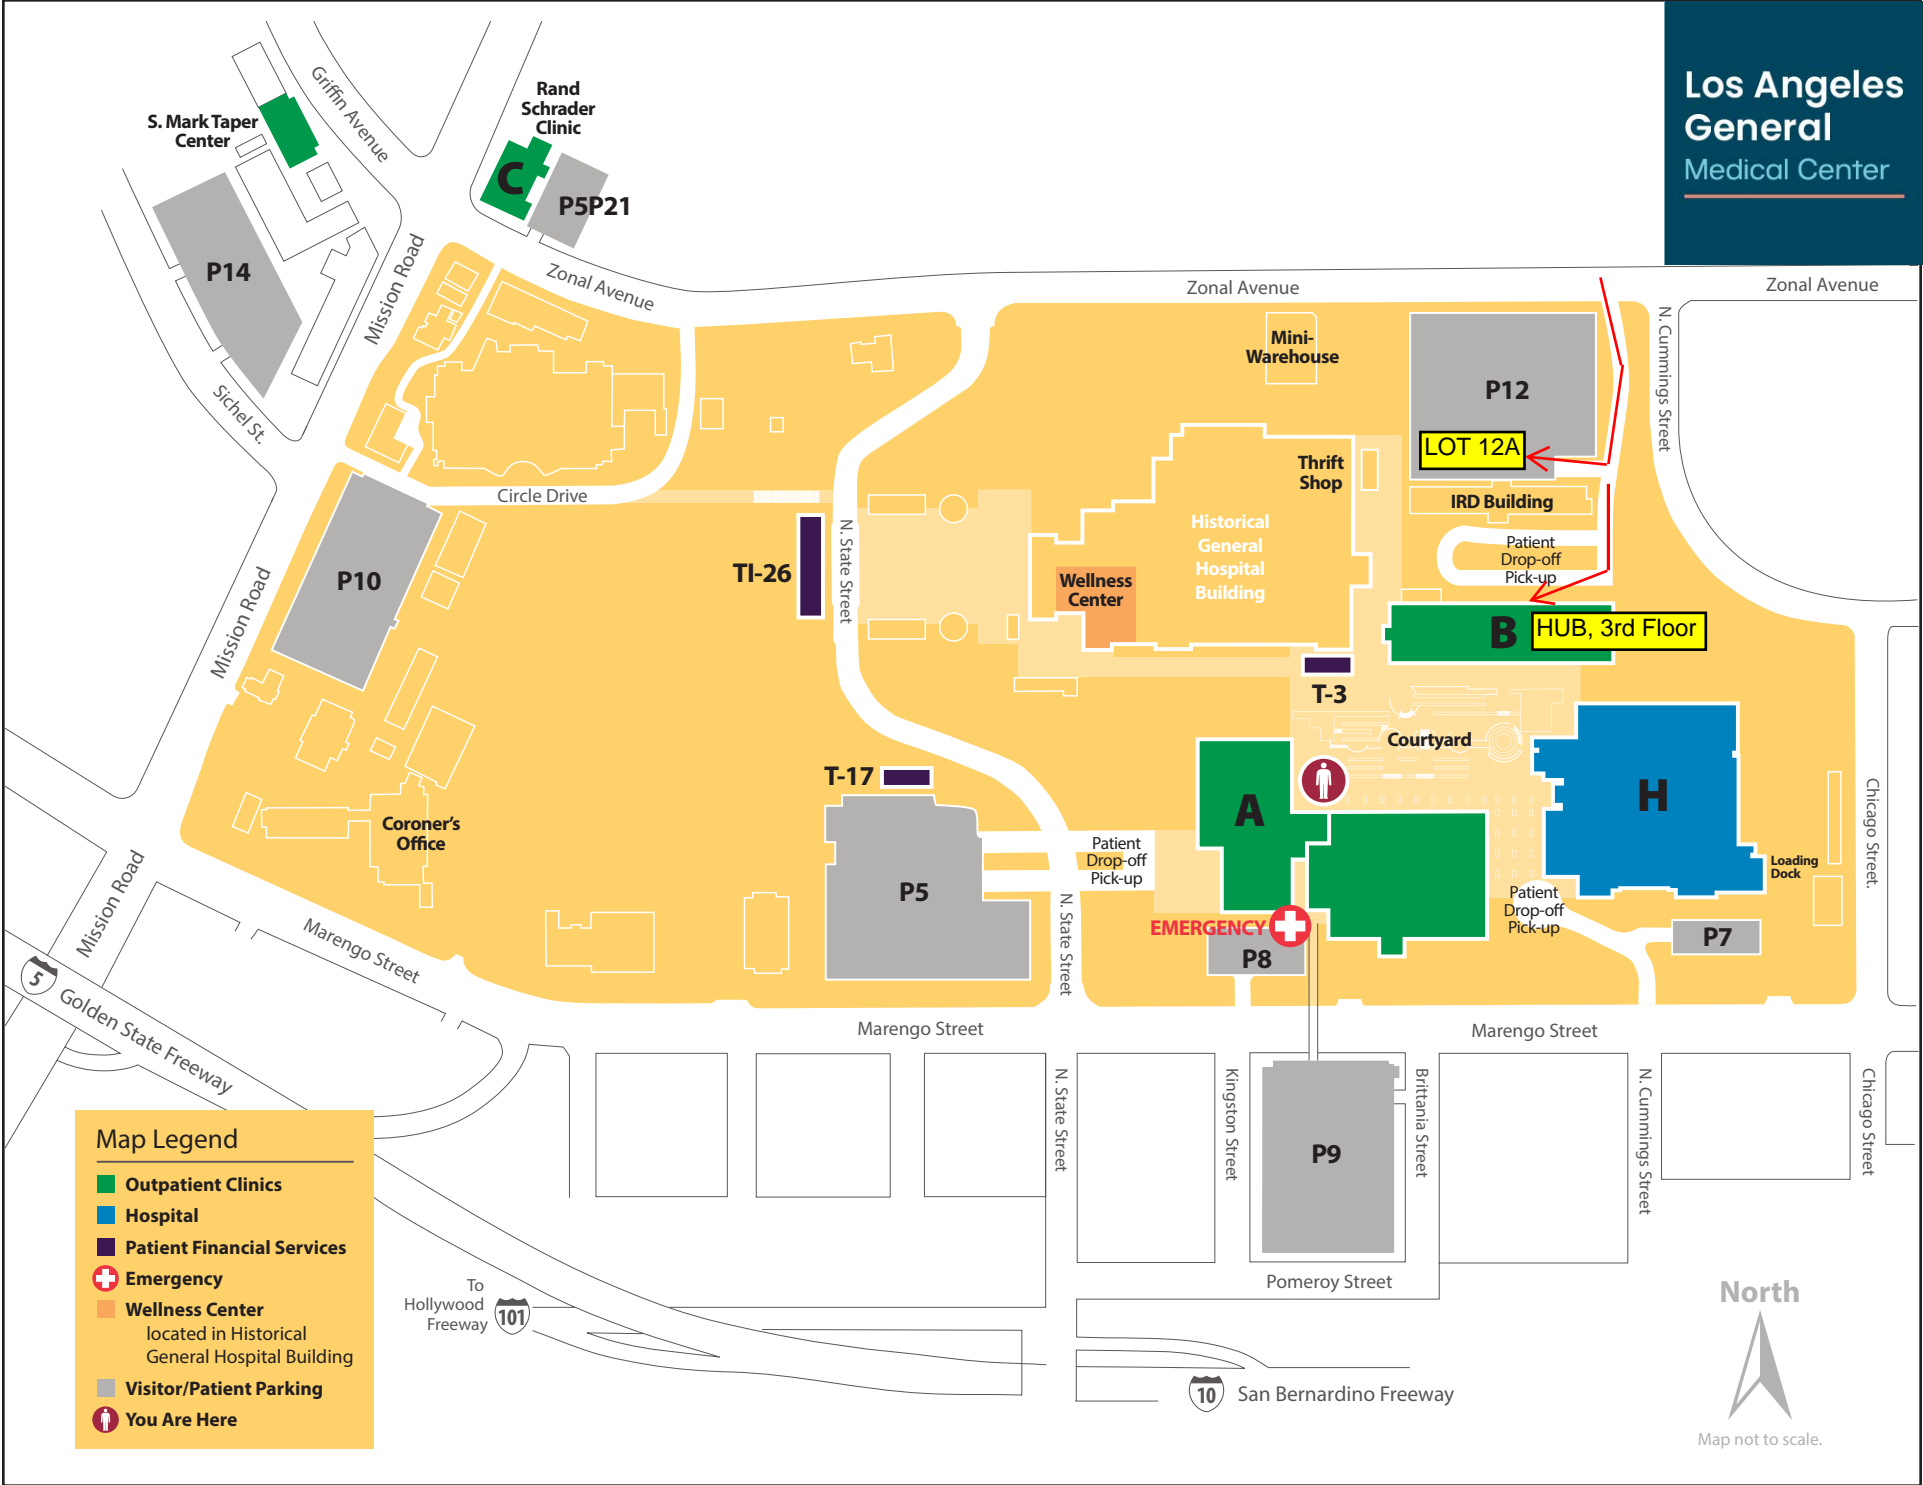 Los Angeles
General
Medical Center
Griffin Avenue
S. Mark Taper
Center
Rand
Schrader
Clinic
C
P5P21
P14
Mission Road
Zonal Avenue
Zonal Avenue
Zonal Avenue
N. Cummings Street
Mini-
Warehouse
P12
LOT 12A
Sichel St.
Thrift
Shop
IRD Building
Circle Drive
N. State Street
Historical
General
Hospital
Building
Patient
Drop-off
Pick-up
TI-26
P10
Wellness
Center
Mission Road
B
HUB, 3rd Floor
T-3
Courtyard
T-17
A
H
Chicago Street.
Coroner's
Office
Patient
Drop-off
Pick-up
Loading
Dock
P5
Patient
Drop-off
Pick-up
Mission Road
N. State Street
EMERGENCY
P8
P7
Marengo Street
5
Golden State Freeway
Marengo Street
Marengo Street
N. State Street
Kingston Street
Brittania Street
N. Cummings Street
Chicago Street
P9
Map Legend
Outpatient Clinics
Hospital
Patient Financial Services
Emergency
Wellness Center
located in Historical
General Hospital Building
Visitor/Patient Parking
You Are Here
To
Hollywood
Freeway
101
Pomeroy Street
10
San Bernardino Freeway
North
Map not to scale.